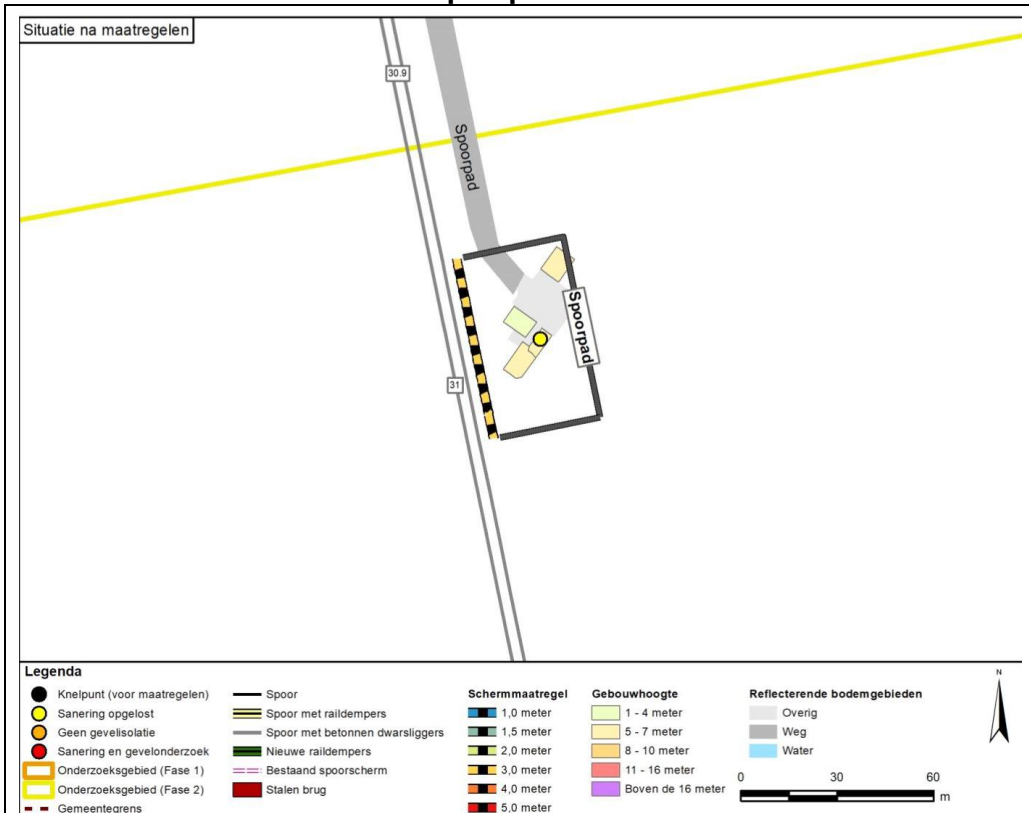 Situatie na maatregelen
30.9
Spoorpad
Spoorpad
31
Legenda
Knelpunt (voor maatregelen)
Sanering opgelost
Geen gevelisolatie
Sanering en gevelonderzoek
Onderzoeksgebied (Fase 1)
Onderzoeksgebied (Fase 2)
Gemeentegrens
Spoor
Spoor met raildempers
Spoor met betonnen dwarsliggers
Nieuwe raildempers
Bestaand spoorscherm
Stalen brug
Schermmaatregel
1,0 meter
1,5 meter
2,0 meter
3,0 meter
4,0 meter
5,0 meter
Gebouwhoogte
1 - 4 meter
5 - 7 meter
8 - 10 meter
11 - 16 meter
Boven de 16 meter
Reflecterende bodemgebieden
Overig
Weg
Water
N
0 30 60
m